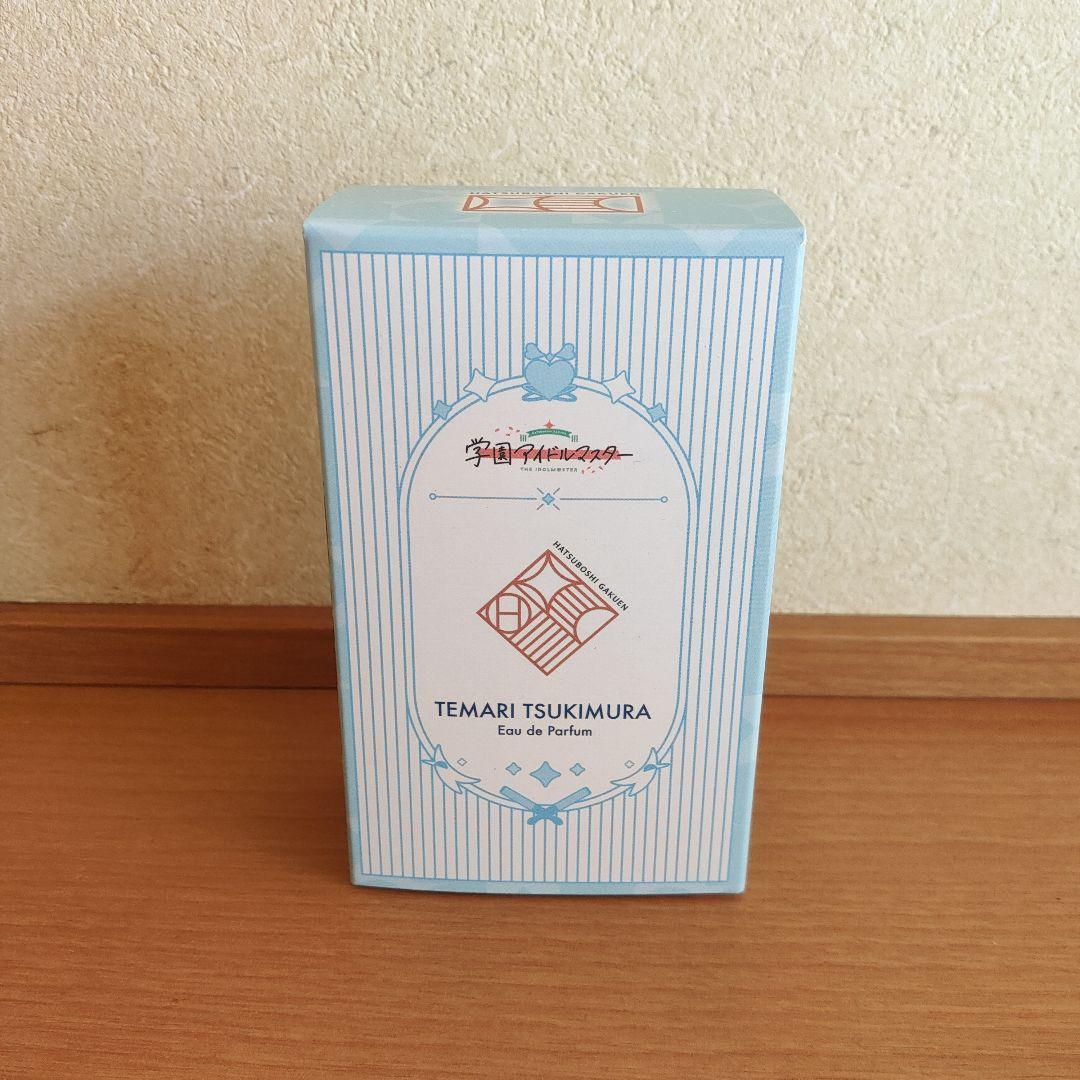 HATSUBOSHI GAKUEN
学園アイドルマスター
THE IDOLM@STER
HATSUBOSHI GAKUEN
TEMARI TSUKIMURA
Eau de Parfum